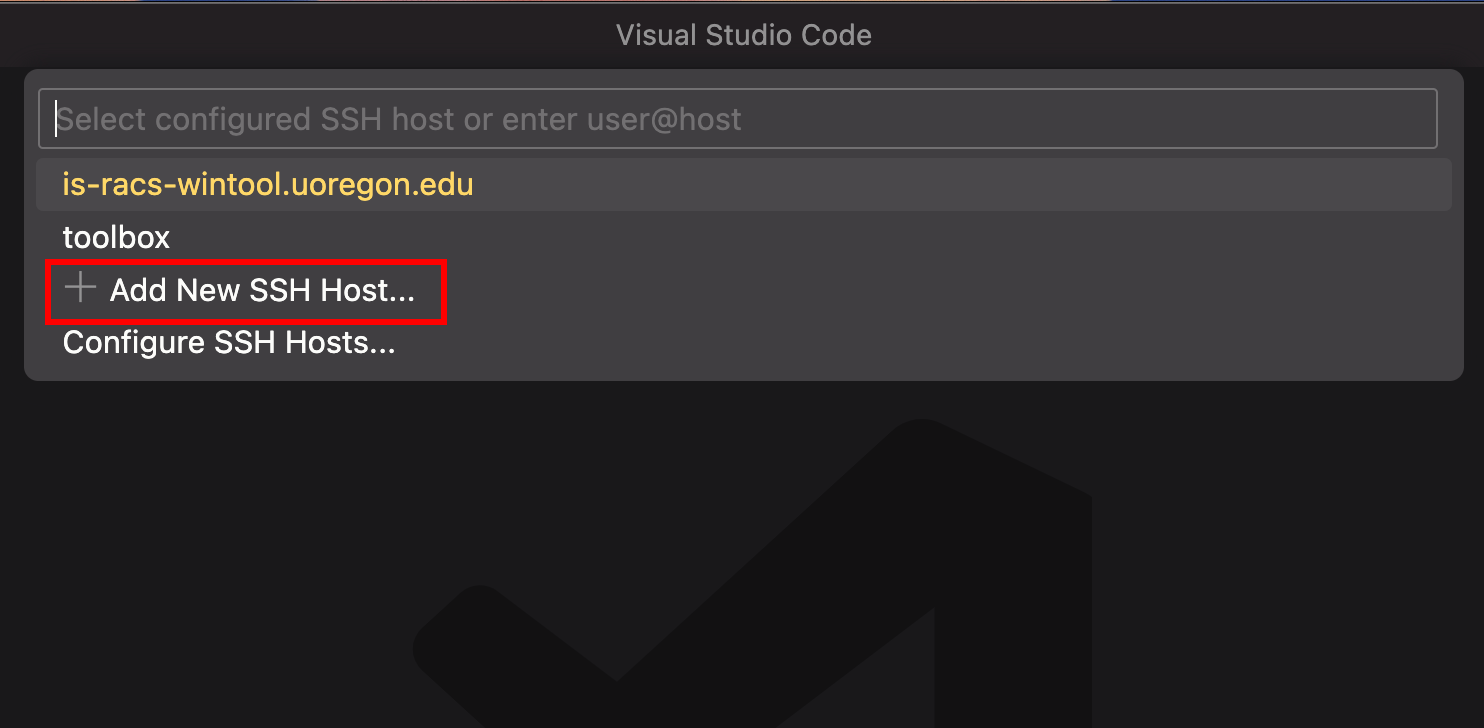 Visual Studio Code
Select configured SSH host or enter user@host
is-racs-wintool.uoregon.edu
toolbox
+ Add New SSH Host...
Configure SSH Hosts...